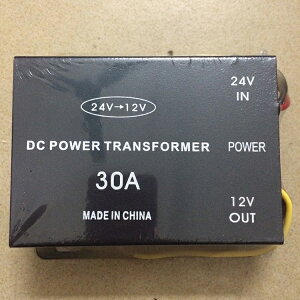 24V→12V
24V
IN
DC POWER TRANSFORMER
POWER
30A
12V
OUT
MADE IN CHINA